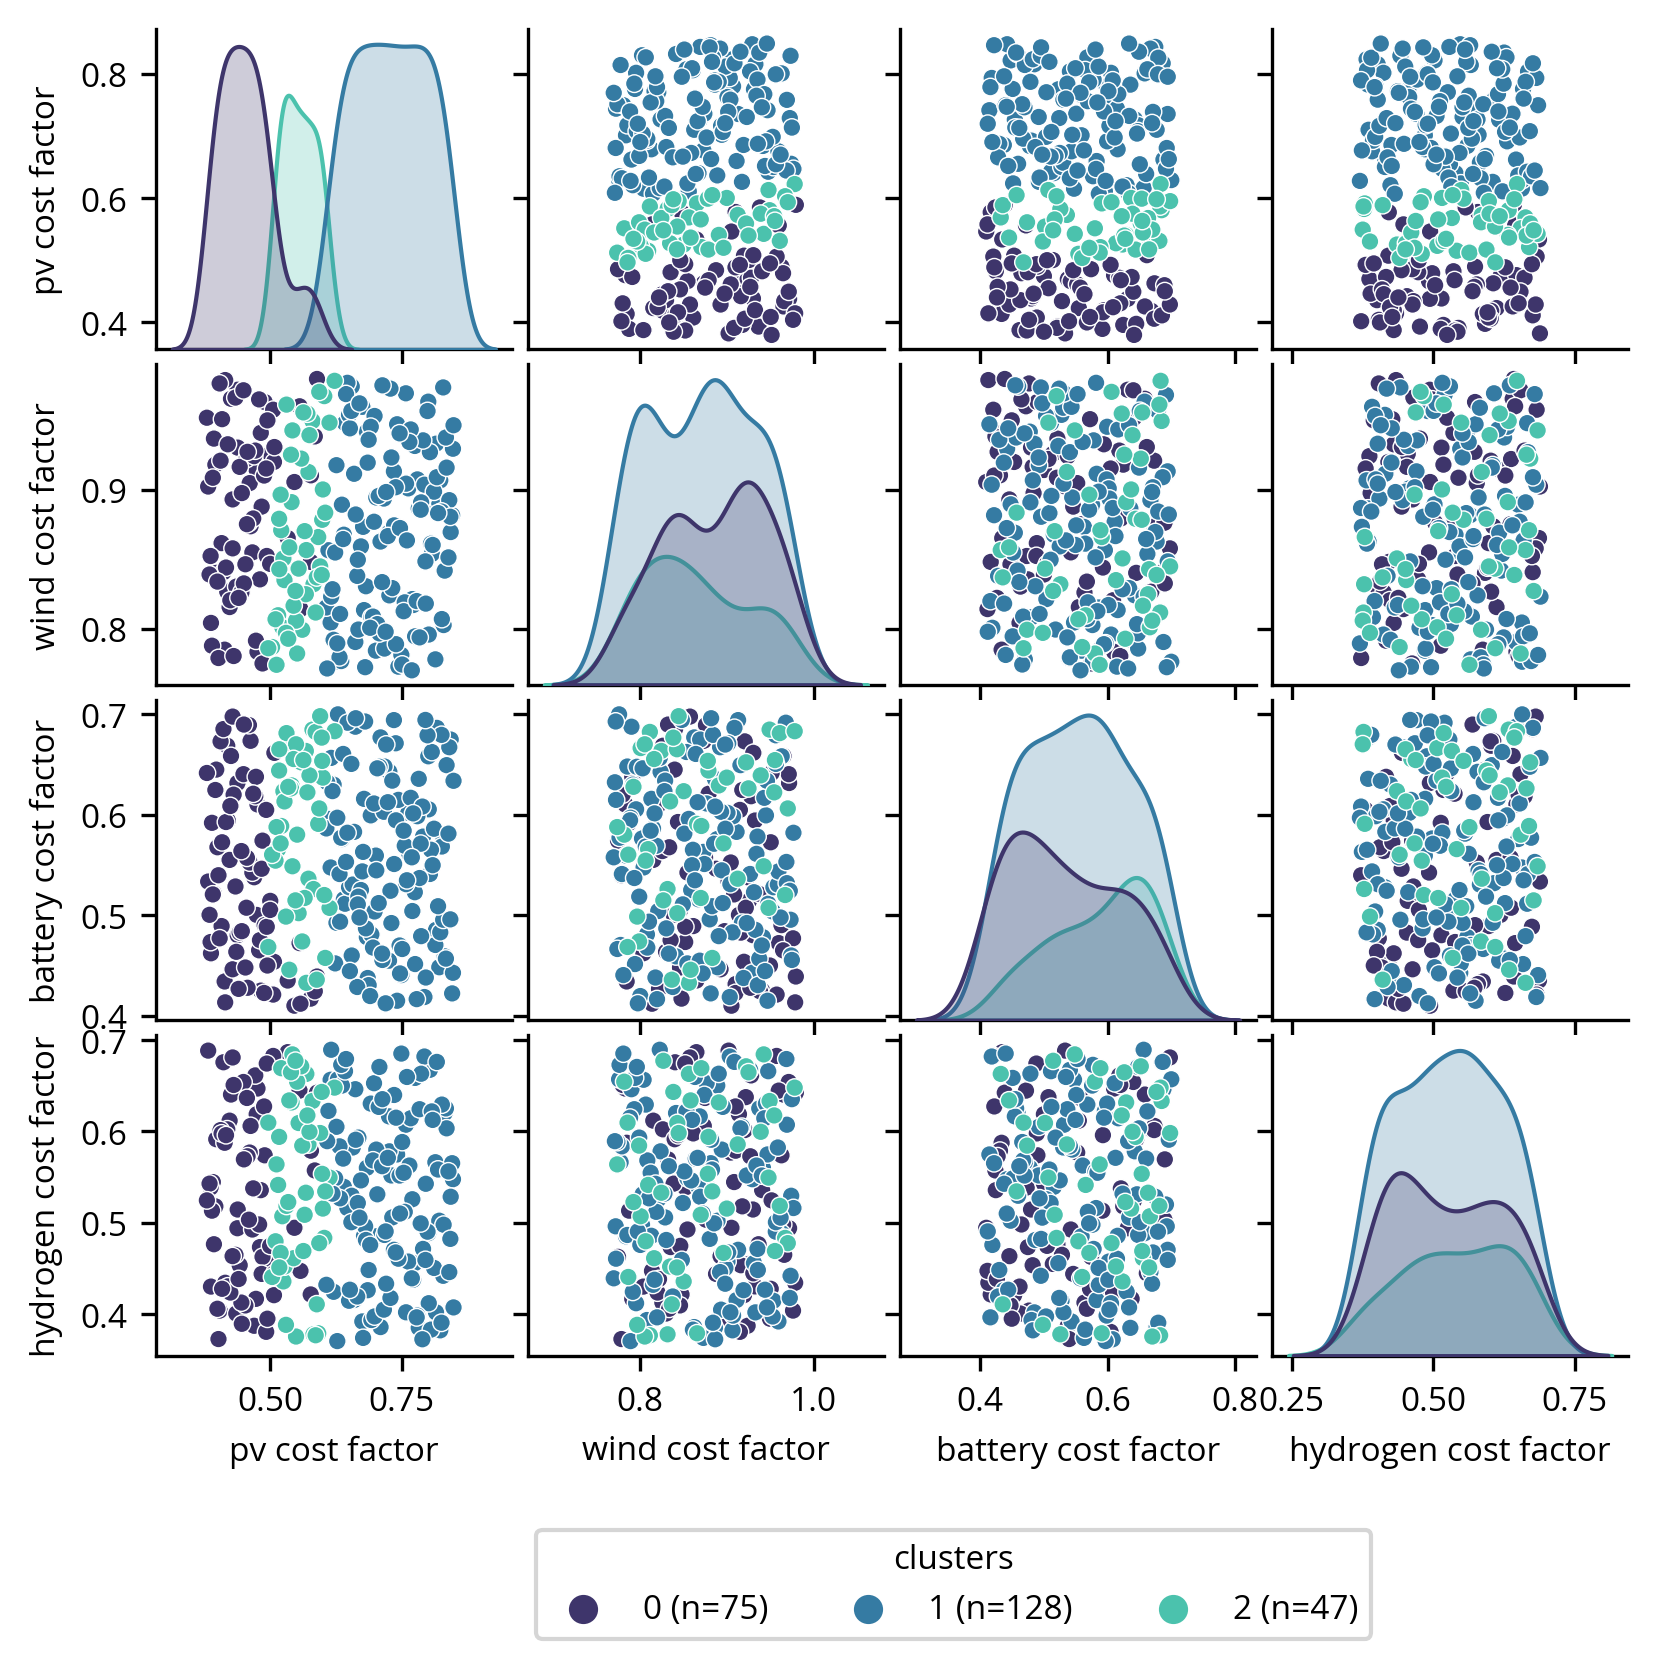 pv cost factor
0.8
0.6
0.4
wind cost factor
0.9
0.8
battery cost factor
0.7
0.6
0.5
0.4
hydrogen cost factor
0.7
0.6
0.5
0.4
0.50 0.75 0.8 1.0 0.4 0.6 0.8 0.25 0.50 0.75
pv cost factor wind cost factor battery cost factor hydrogen cost factor
clusters
0 (n=75) 1 (n=128) 2 (n=47)